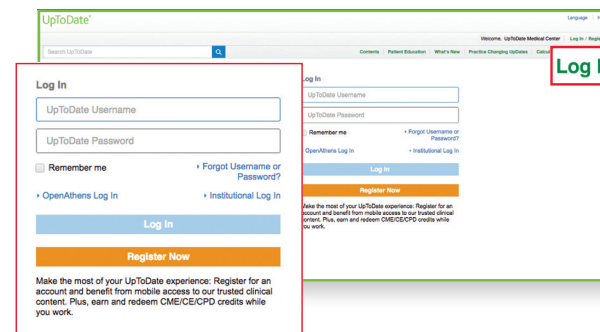 UpToDate®
Language
Welcome, UpToDate Medical Center Log In / Regi
Search UpToDate
Contents Patient Education What's New Practice Changing UpDates Calcul
Log I
Log In
UpToDate Username
UpToDate Password
Remember me
› Forgot Username or
Password?
› OpenAthens Log In
› Institutional Log In
Log In
Register Now
Make the most of your UpToDate experience: Register for an
account and benefit from mobile access to our trusted clinical
content. Plus, earn and redeem CME/CE/CPD credits while
you work.
Log In
UpToDate Username
UpToDate Password
Remember me
› Forgot Username or
Password?
OpenAthens Log In
› Institutional Log In
Log In
Register Now
Make the most of your UpToDate experience: Register for an
account and benefit from mobile access to our trusted clinical
content. Plus, earn and redeem CME/CE/CPD credits while
you work.